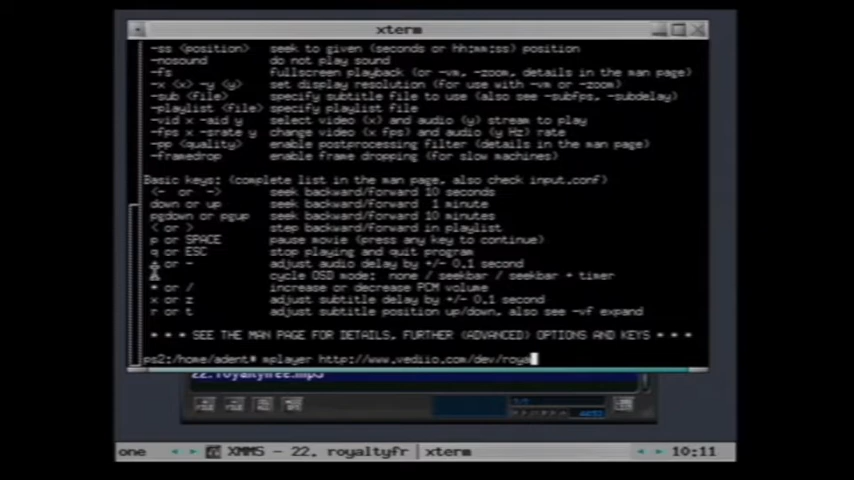 xterm
-ss <position> seek to given (seconds or hh:mm:ss) position
-nosound do not play sound
-fs fullscreen playback (or -vm, -zoom, details in the man page)
-x <x> -y <y> set display resolution (for use with -vm or -zoom)
-sub <file> specify subtitle file to use (also see -subfps, -subdelay)
-playlist <file> specify playlist file
-vid x -aid y select video (x) and audio (y) stream to play
-fps x -srate y change video (x fps) and audio (y Hz) rate
-pp <quality> enable postprocessing filter (details in the man page)
-framedrop enable frame dropping (for slow machines)
Basic keys: (complete list in the man page, also check input.conf)
<- or -> seek backward/forward 10 seconds
down or up seek backward/forward 1 minute
pgdown or pgup seek backward/forward 10 minutes
< or > step backward/forward in playlist
p or SPACE pause movie (press any key to continue)
q or ESC stop playing and quit program
+ or - adjust audio delay by +/- 0.1 second
cycle OSD mode: none / seekbar / seekbar + timer
* or / increase or decrease PCM volume
x or z adjust subtitle delay by +/- 0.1 second
r or t adjust subtitle position up/down, also see -vf expand
* * * SEE THE MAN PAGE FOR DETAILS, FURTHER (ADVANCED) OPTIONS AND KEYS * * *
ps2:/home/adent# mplayer http://www.vediio.com/dev/roya
22.royaltyfree.mp3
one XMMS - 22. royaltyfr xterm 10:11